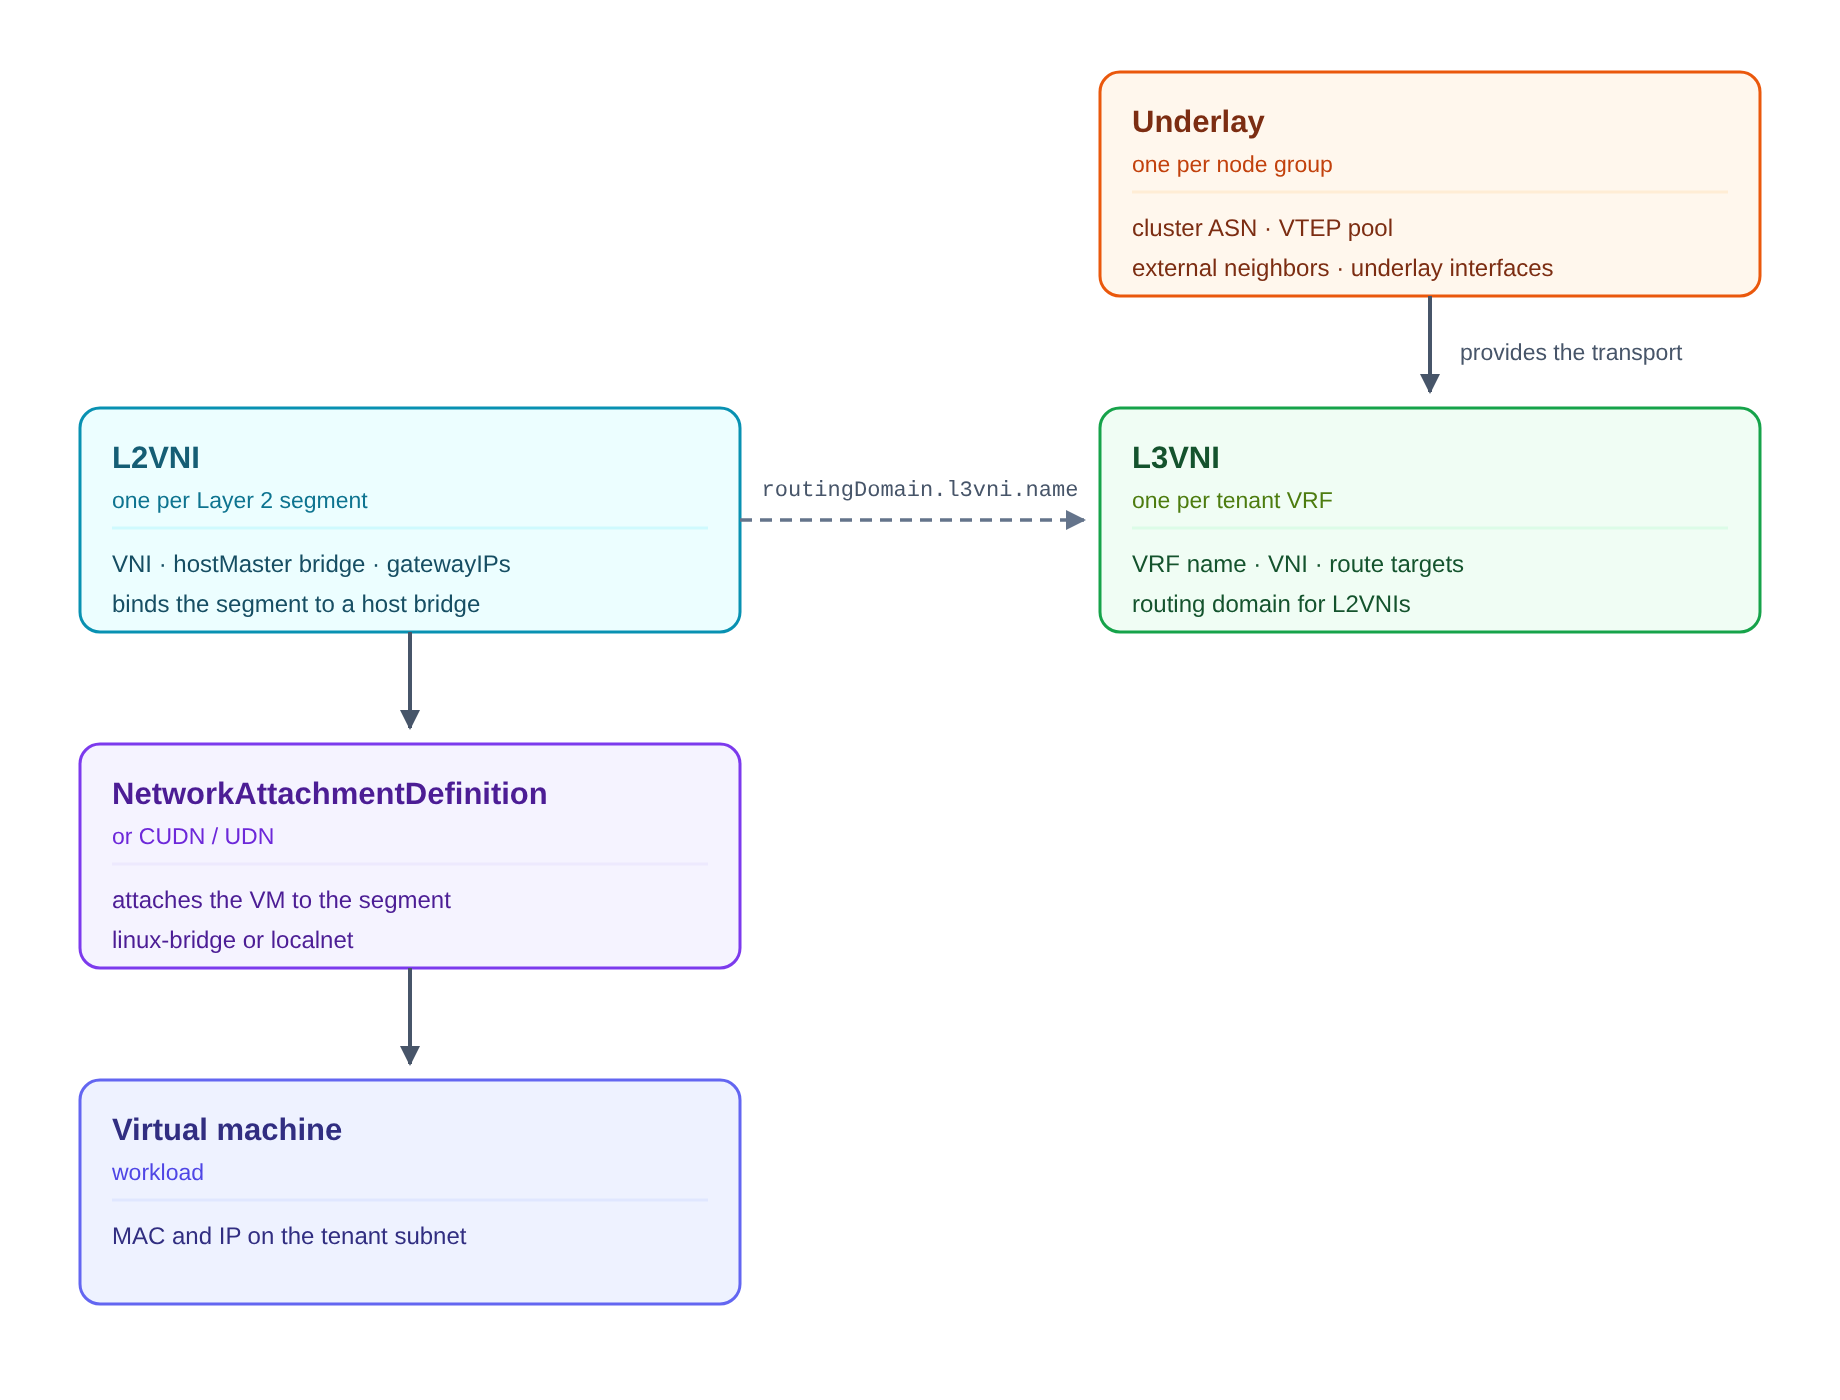 Underlay
one per node group
cluster ASN · VTEP pool
external neighbors · underlay interfaces
provides the transport
L2VNI
one per Layer 2 segment
VNI · hostMaster bridge · gatewayIPs
binds the segment to a host bridge
routingDomain.l3vni.name
L3VNI
one per tenant VRF
VRF name · VNI · route targets
routing domain for L2VNIs
NetworkAttachmentDefinition
or CUDN / UDN
attaches the VM to the segment
linux-bridge or localnet
Virtual machine
workload
MAC and IP on the tenant subnet